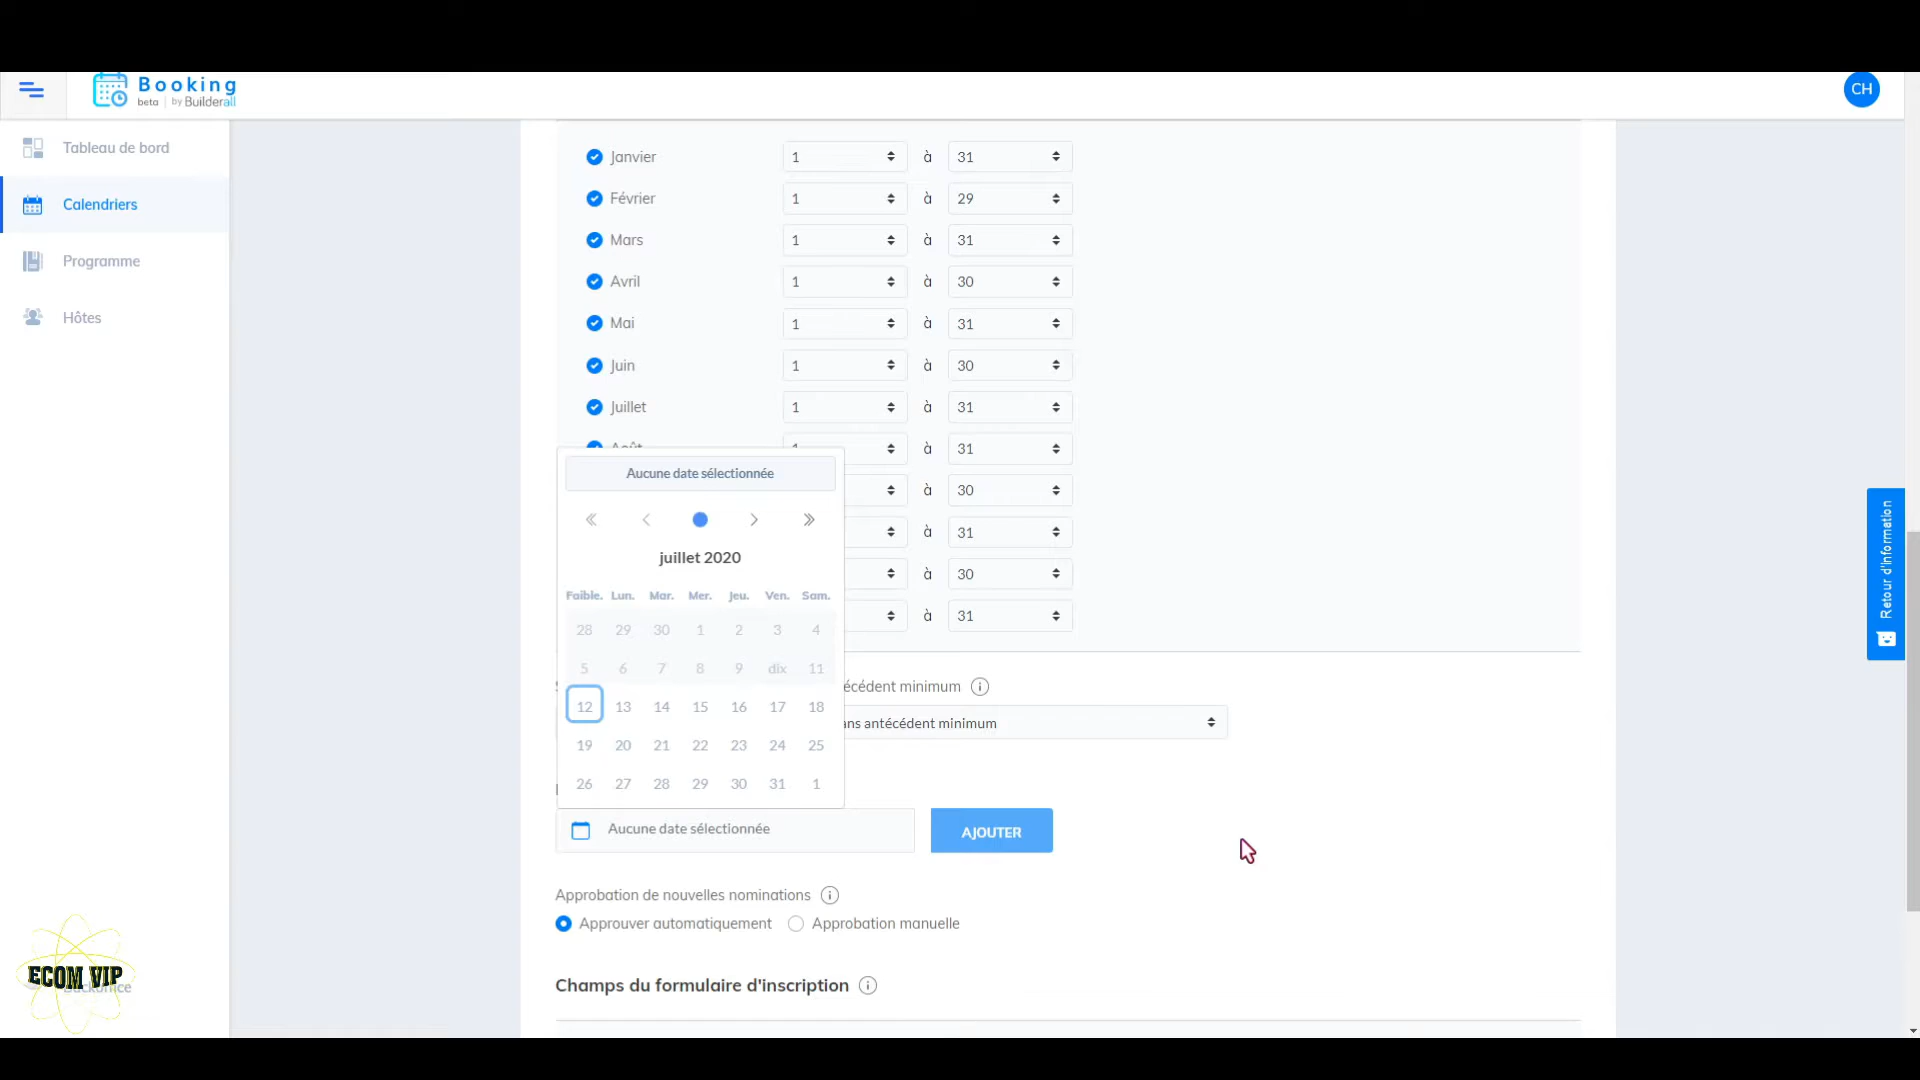 Booking
beta | by Builderall
CH
Tableau de bord
Calendriers
Programme
Hôtes
Janvier 1 à 31
Février 1 à 29
Mars 1 à 31
Avril 1 à 30
Mai 1 à 31
Juin 1 à 30
Juillet 1 à 31
Août 1 à 31
à 30
à 31
à 30
à 31
Aucune date sélectionnée
juillet 2020
Faible. Lun. Mar. Mer. Jeu. Ven. Sam.
28 29 30 1 2 3 4
5 6 7 8 9 dix 11
12 13 14 15 16 17 18
19 20 21 22 23 24 25
26 27 28 29 30 31 1
écédent minimum
ans antécédent minimum
Aucune date sélectionnée
AJOUTER
Approbation de nouvelles nominations
Approuver automatiquement Approbation manuelle
Champs du formulaire d'inscription
Retour d'information
ECOM VIP
Backoffice